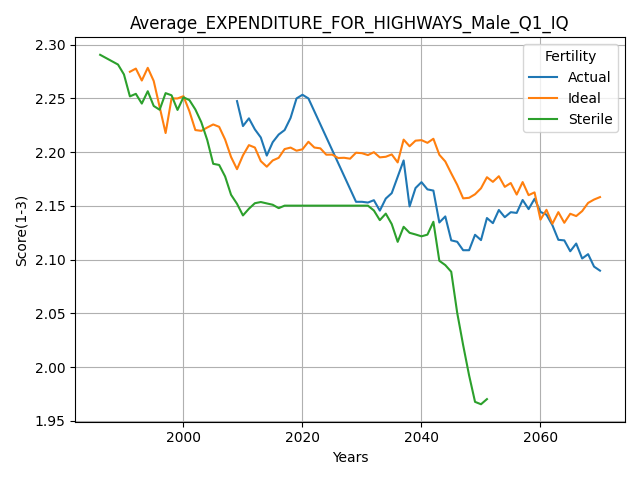 Average_EXPENDITURE_FOR_HIGHWAYS_Male_Q1_IQ
Fertility
Actual
Ideal
Sterile
Score(1-3)
2.30
2.25
2.20
2.15
2.10
2.05
2.00
1.95
2000
2020
2040
2060
Years